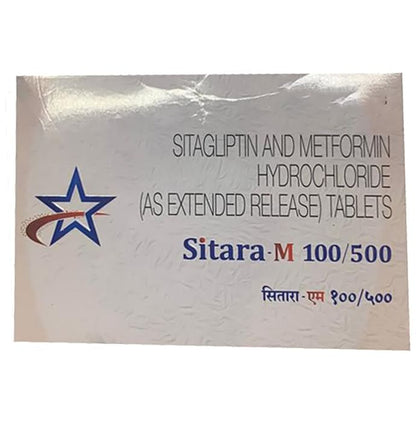 SITAGLIPTIN AND METFORMIN
HYDROCHLORIDE
(AS EXTENDED RELEASE) TABLETS
Sitara-M 100/500
सितारा-एम १००/५००